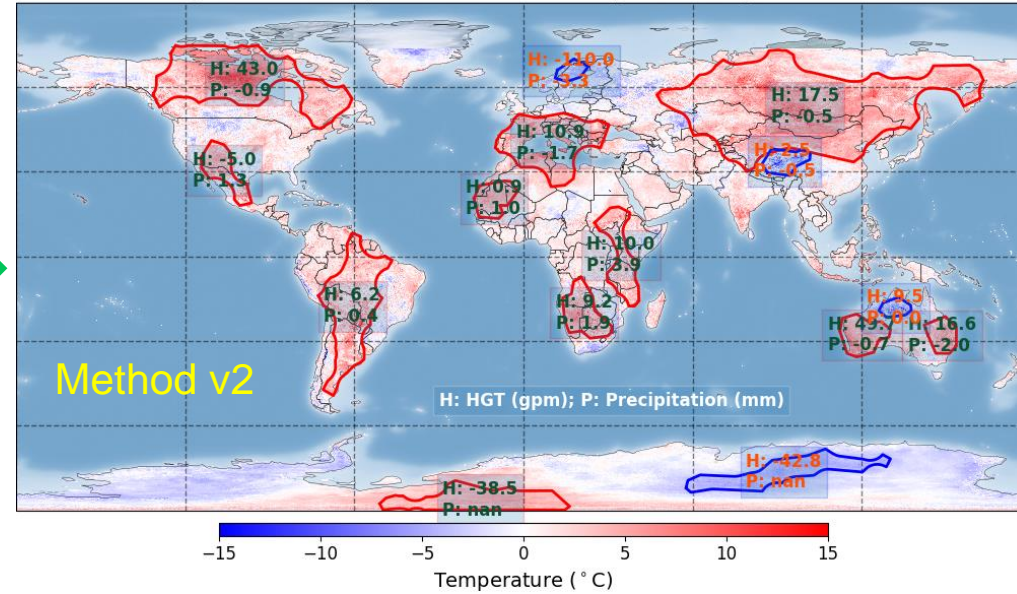 H: -110.0
P: -3.3
H: 43.0
P: -0.9
H: 17.5
P: -0.5
H: 10.9
P: -1.7
H: 2.5
P: -0.5
H: -5.0
P: 1.3
H: 0.9
P: 1.0
H: 10.0
P: 3.9
H: 6.2
P: 0.4
H: 9.2
P: 1.9
H: 9.5
P: 0.0
P: -0.7
H: 16.6
P: -2.0
Method v2
H: HGT (gpm); P: Precipitation (mm)
H: -42.8
P: nan
H: -38.5
P: nan
−15 −10 −5 0 5 10 15
Temperature (°C)